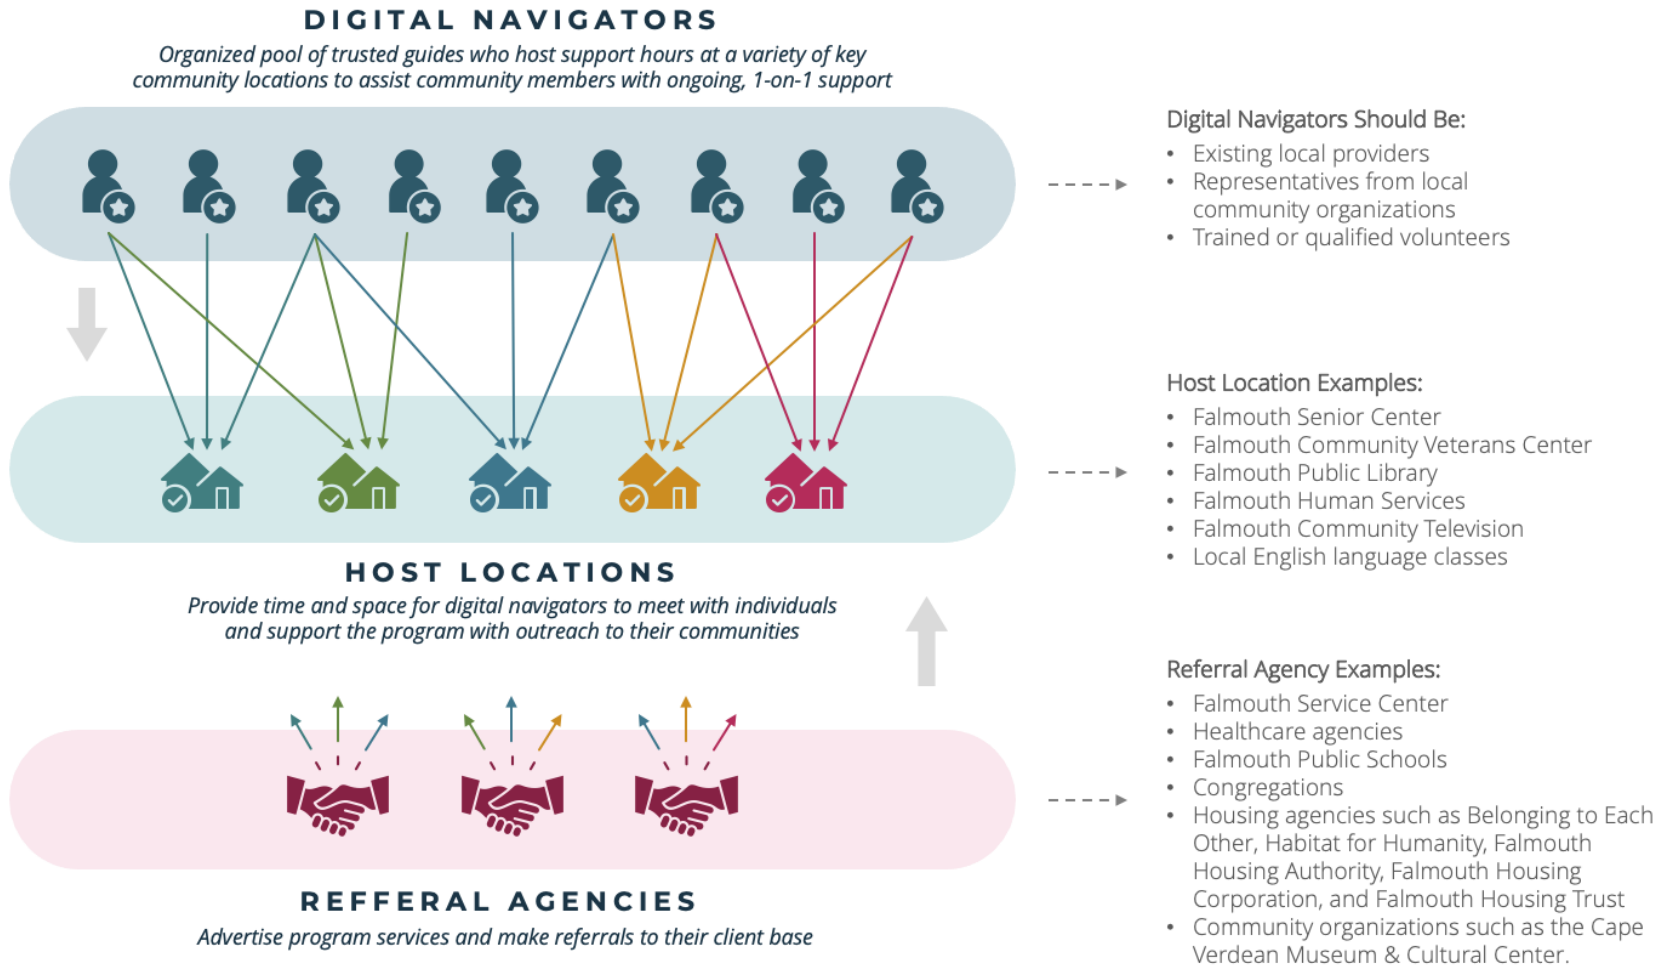 DIGITAL NAVIGATORS
Organized pool of trusted guides who host support hours at a variety of key
community locations to assist community members with ongoing, 1-on-1 support
Digital Navigators Should Be:
• Existing local providers
• Representatives from local
community organizations
• Trained or qualified volunteers
Host Location Examples:
• Falmouth Senior Center
• Falmouth Community Veterans Center
• Falmouth Public Library
• Falmouth Human Services
• Falmouth Community Television
• Local English language classes
HOST LOCATIONS
Provide time and space for digital navigators to meet with individuals
and support the program with outreach to their communities
Referral Agency Examples:
• Falmouth Service Center
• Healthcare agencies
• Falmouth Public Schools
• Congregations
• Housing agencies such as Belonging to Each
Other, Habitat for Humanity, Falmouth
Housing Authority, Falmouth Housing
Corporation, and Falmouth Housing Trust
• Community organizations such as the Cape
Verdean Museum & Cultural Center.
REFFERAL AGENCIES
Advertise program services and make referrals to their client base